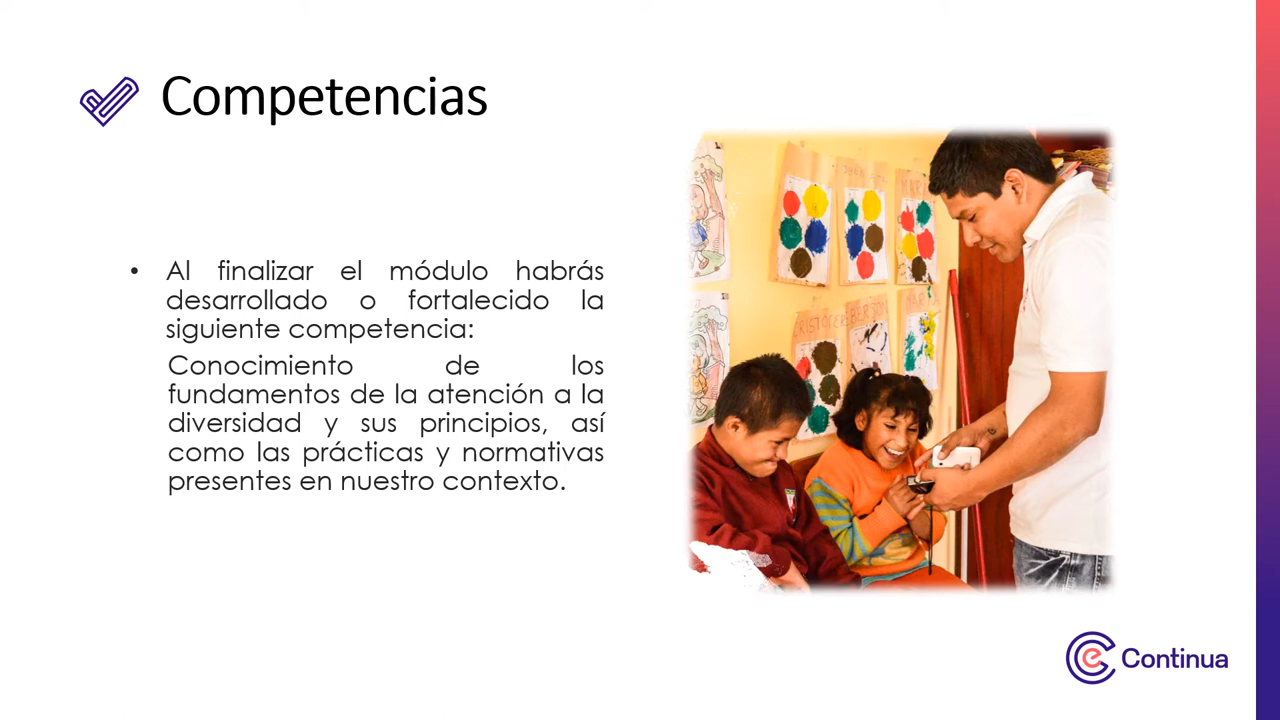 Competencias
• Al finalizar el módulo habrás
desarrollado o fortalecido la
siguiente competencia:
Conocimiento de los
fundamentos de la atención a la
diversidad y sus principios, así
como las prácticas y normativas
presentes en nuestro contexto.
Continua